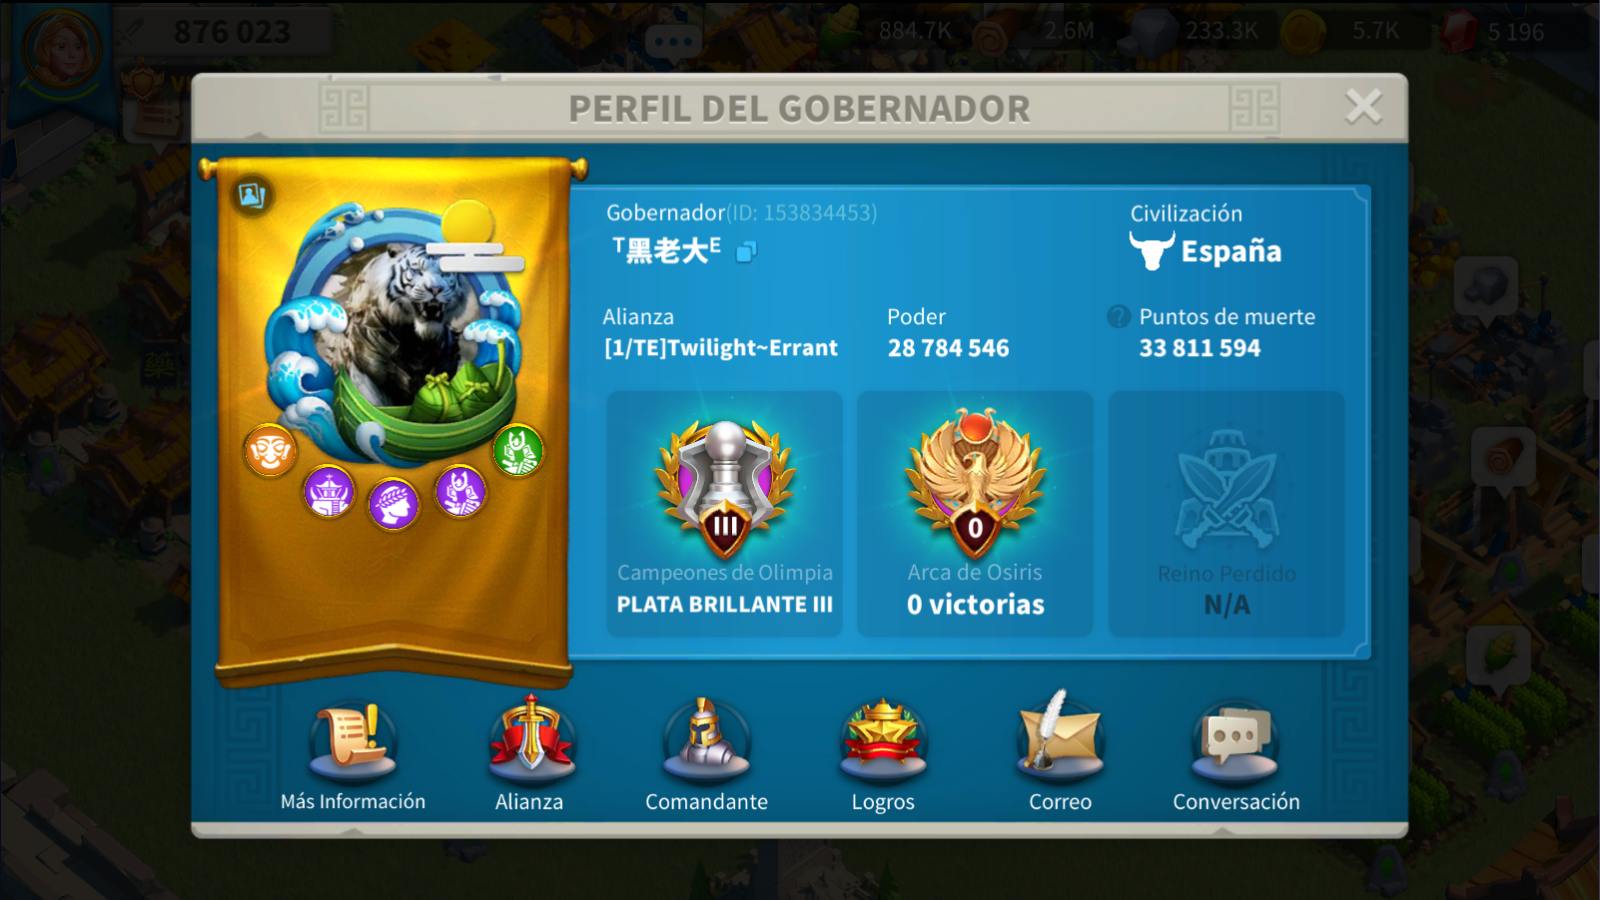 876 023
884.7K
2.6M
233.3K
5.7K
5 196
PERFIL DEL GOBERNADOR
Gobernador(ID: 153834453)
ᵀ黑老大ᴱ
Civilización
España
Alianza
[1/TE]Twilight~Errant
Poder
28 784 546
? Puntos de muerte
33 811 594
III
Campeones de Olimpia
PLATA BRILLANTE III
0
Arca de Osiris
0 victorias
Reino Perdido
N/A
Más Información
Alianza
Comandante
Logros
Correo
Conversación